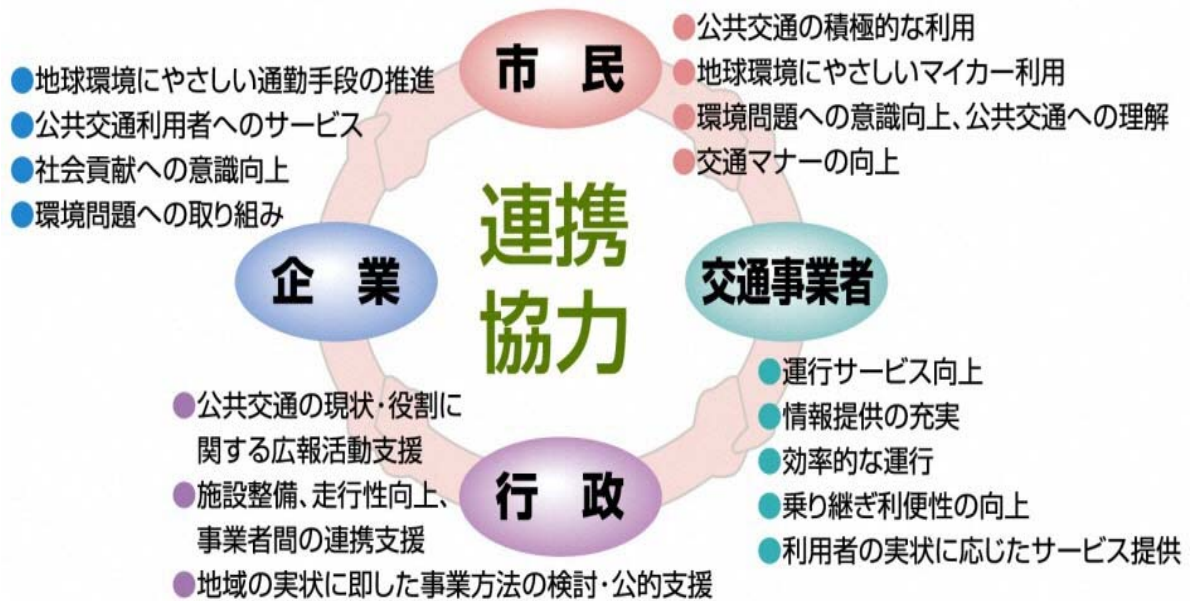 市 民
●公共交通の積極的な利用
●地球環境にやさしいマイカー利用
●環境問題への意識向上、公共交通への理解
●交通マナーの向上
●地球環境にやさしい通勤手段の推進
●公共交通利用者へのサービス
●社会貢献への意識向上
●環境問題への取り組み
企 業
連携
協力
交通事業者
●運行サービス向上
●情報提供の充実
●効率的な運行
●乗り継ぎ利便性の向上
●利用者の実状に応じたサービス提供
行 政
●公共交通の現状・役割に
関する広報活動支援
●施設整備、走行性向上、
事業者間の連携支援
●地域の実状に即した事業方法の検討・公的支援